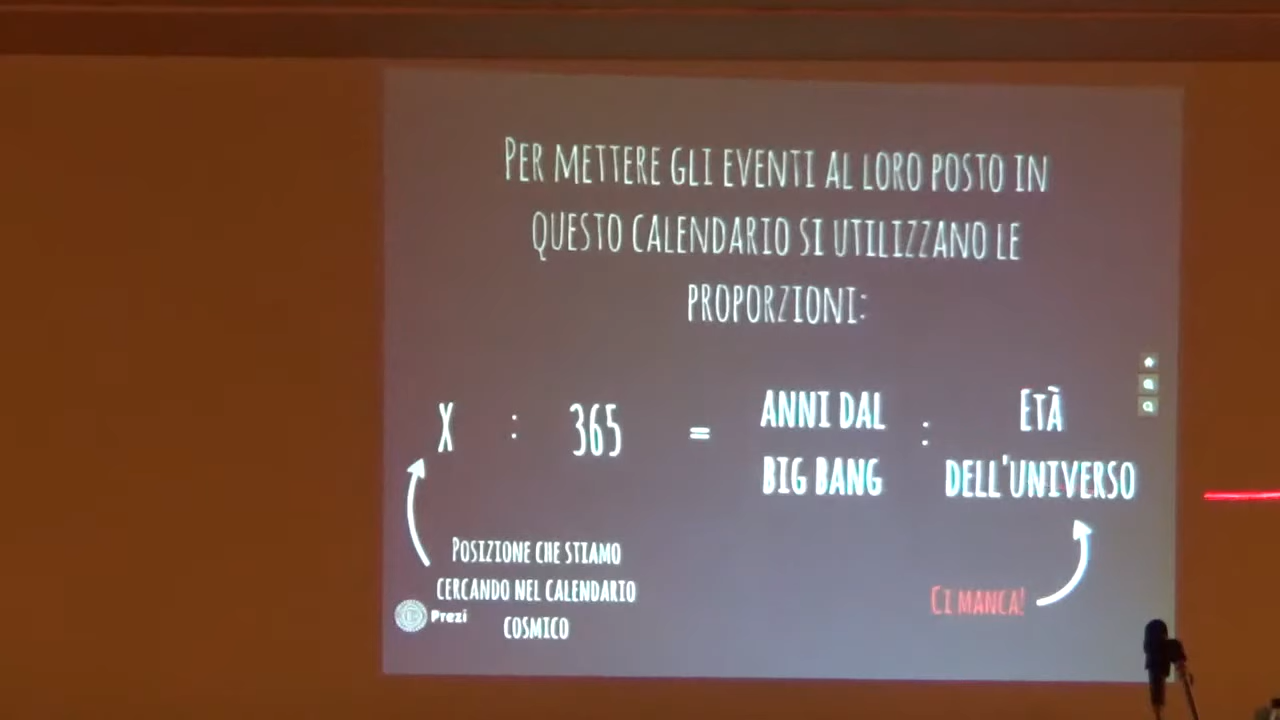 PER METTERE GLI EVENTI AL LORO POSTO IN
QUESTO CALENDARIO SI UTILIZZANO LE
PROPORZIONI:
X : 365 = ANNI DAL BIG BANG : ETÀ DELL'UNIVERSO
POSIZIONE CHE STIAMO
CERCANDO NEL CALENDARIO
COSMICO
CI MANCA!
Prezi